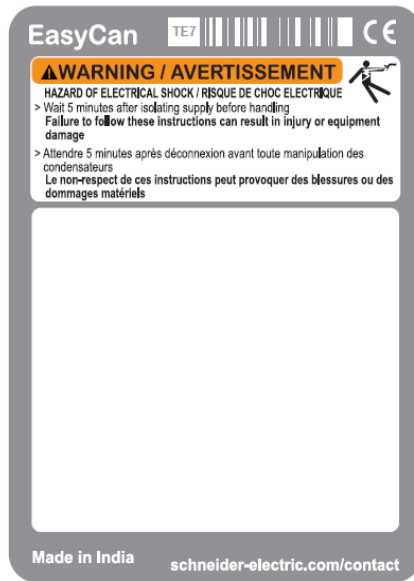 EasyCan
TE7
CE
WARNING / AVERTISSEMENT
HAZARD OF ELECTRICAL SHOCK / RISQUE DE CHOC ELECTRIQUE
> Wait 5 minutes after isolating supply before handling
Failure to follow these instructions can result in injury or equipment
damage
> Attendre 5 minutes après déconnexion avant toute manipulation des
condensateurs
Le non-respect de ces instructions peut provoquer des blessures ou des
dommages matériels
Made in India
schneider-electric.com/contact